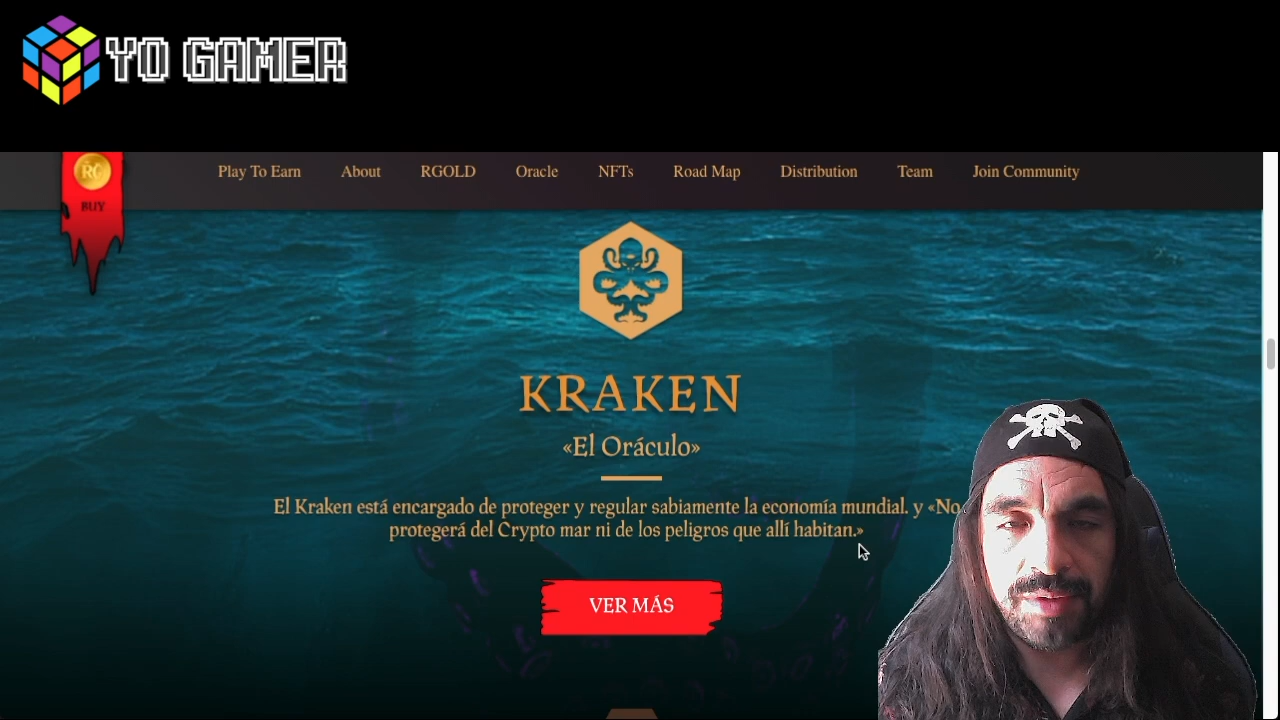 YO GAMER
RG
BUY
Play To Earn About RGOLD Oracle NFTs Road Map Distribution Team Join Community
KRAKEN
«El Oráculo»
El Kraken está encargado de proteger y regular sabiamente la economía mundial. y «No
protegerá del Crypto mar ni de los peligros que allí habitan.»
VER MÁS